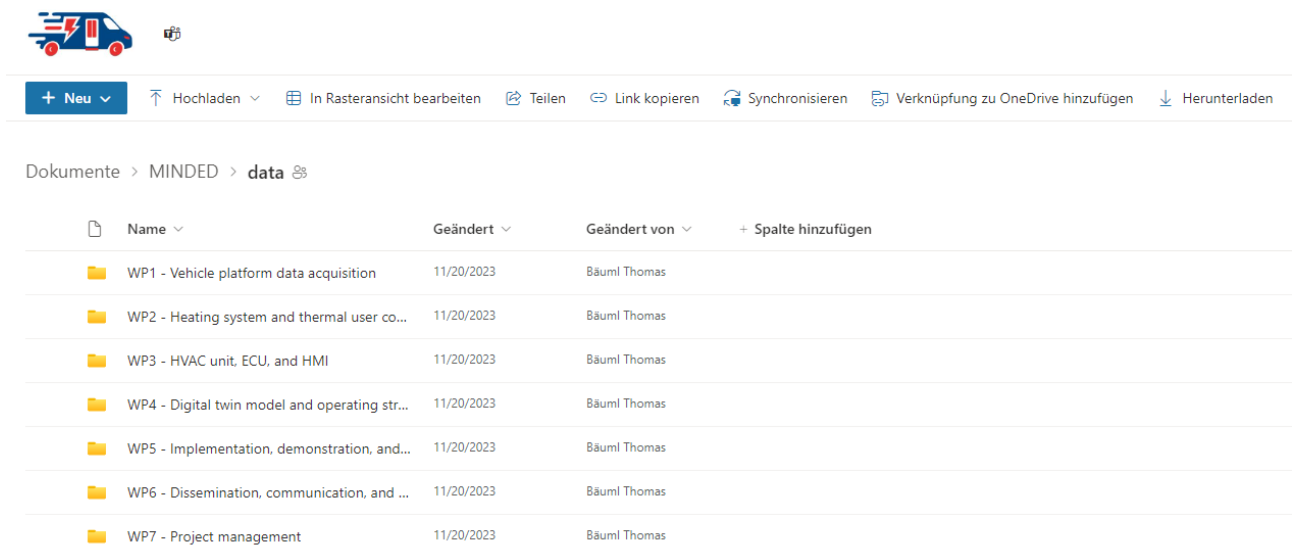 + Neu Hochladen In Rasteransicht bearbeiten Teilen Link kopieren Synchronisieren Verknüpfung zu OneDrive hinzufügen Herunterladen
Dokumente > MINDED > data
Name Geändert Geändert von + Spalte hinzufügen
WP1 - Vehicle platform data acquisition 11/20/2023 Bäuml Thomas
WP2 - Heating system and thermal user co... 11/20/2023 Bäuml Thomas
WP3 - HVAC unit, ECU, and HMI 11/20/2023 Bäuml Thomas
WP4 - Digital twin model and operating str... 11/20/2023 Bäuml Thomas
WP5 - Implementation, demonstration, and... 11/20/2023 Bäuml Thomas
WP6 - Dissemination, communication, and ... 11/20/2023 Bäuml Thomas
WP7 - Project management 11/20/2023 Bäuml Thomas